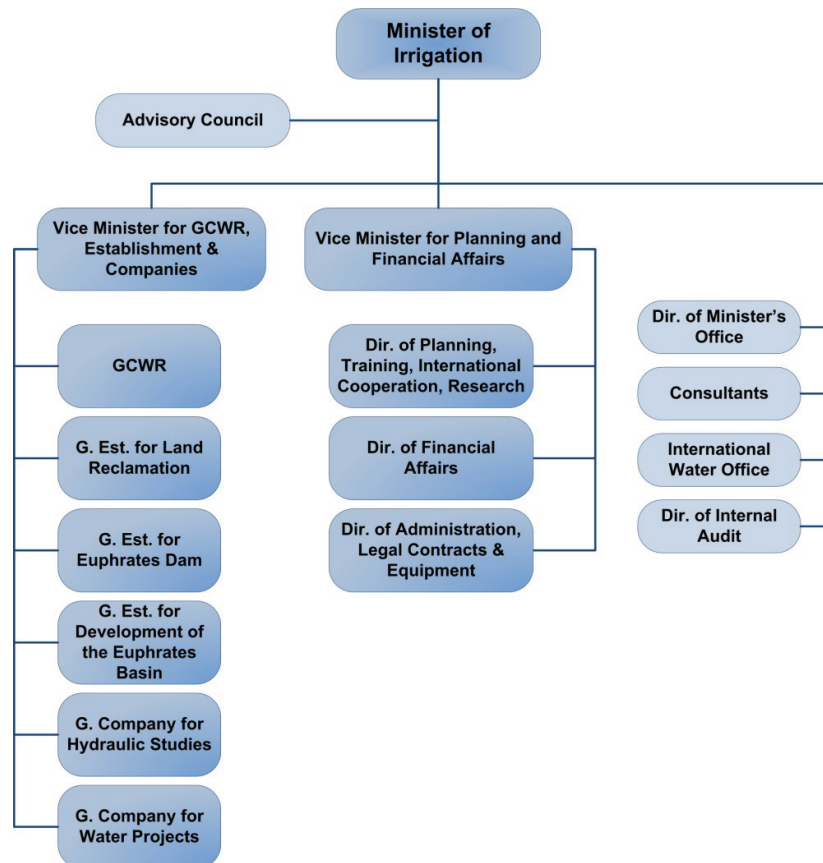 Minister of
Irrigation
Advisory Council
Vice Minister for GCWR,
Establishment &
Companies
Vice Minister for Planning and
Financial Affairs
GCWR
G. Est. for Land
Reclamation
G. Est. for
Euphrates Dam
G. Est. for
Development of
the Euphrates
Basin
G. Company for
Hydraulic Studies
G. Company for
Water Projects
Dir. of Planning,
Training, International
Cooperation, Research
Dir. of Financial
Affairs
Dir. of Administration,
Legal Contracts &
Equipment
Dir. of Minister's
Office
Consultants
International
Water Office
Dir. of Internal
Audit